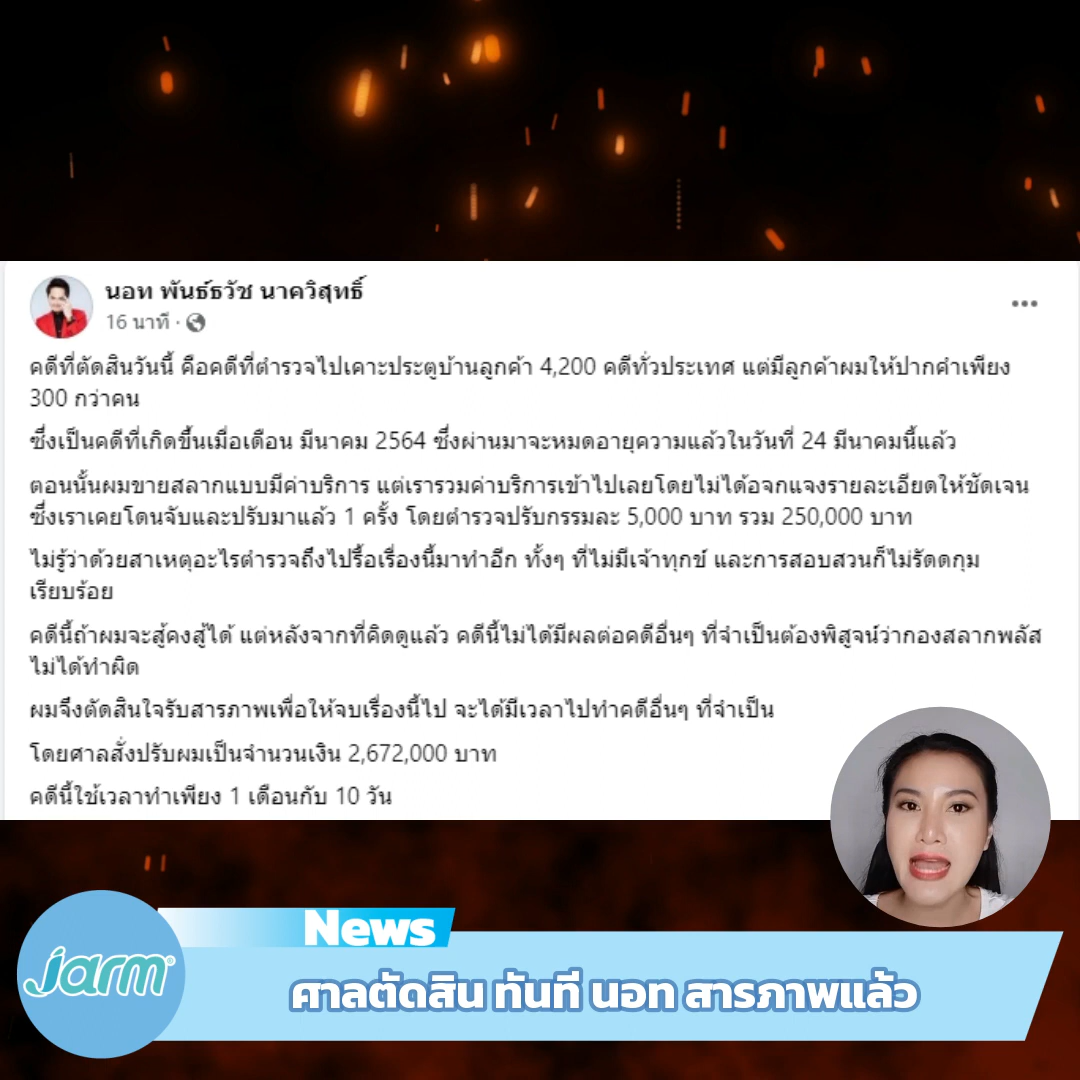 นอท พันธ์ธวัช นาควิสุทธิ์
16 นาที ·
คดีที่ตัดสินวันนี้ คือคดีที่ตำรวจไปเคาะประตูบ้านลูกค้า 4,200 คดีทั่วประเทศ แต่มีลูกค้าผมให้ปากคำเพียง
300 กว่าคน
ซึ่งเป็นคดีที่เกิดขึ้นเมื่อเดือน มีนาคม 2564 ซึ่งผ่านมาจะหมดอายุความแล้วในวันที่ 24 มีนาคมนี้แล้ว
ตอนนั้นผมขายสลากแบบมีค่าบริการ แต่เรารวมค่าบริการเข้าไปเลยโดยไม่ได้อจกแจงรายละเอียดให้ชัดเจน
ซึ่งเราเคยโดนจับและปรับมาแล้ว 1 ครั้ง โดยตำรวจปรับกรรมละ 5,000 บาท รวม 250,000 บาท
ไม่รู้ว่าด้วยสาเหตุอะไรตำรวจถึงไปรื้อเรื่องนี้มาทำอีก ทั้งๆ ที่ไม่มีเจ้าทุกข์ และการสอบสวนก็ไม่รัดดกุม
เรียบร้อย
คดีนี้ถ้าผมจะสู้คงสู้ได้ แต่หลังจากที่คิดดูแล้ว คดีนี้ไม่ได้มีผลต่อคดีอื่นๆ ที่จำเป็นต้องพิสูจน์ว่ากองสลากพลัส
ไม่ได้ทำผิด
ผมจึงตัดสินใจรับสารภาพเพื่อให้จบเรื่องนี้ไป จะได้มีเวลาไปทำคดีอื่นๆ ที่จำเป็น
โดยศาลสั่งปรับผมเป็นจำนวนเงิน 2,672,000 บาท
คดีนี้ใช้เวลาทำเพียง 1 เดือนกับ 10 วัน
News
jarm®
ศาลตัดสิน ทันที นอท สารภาพแล้ว